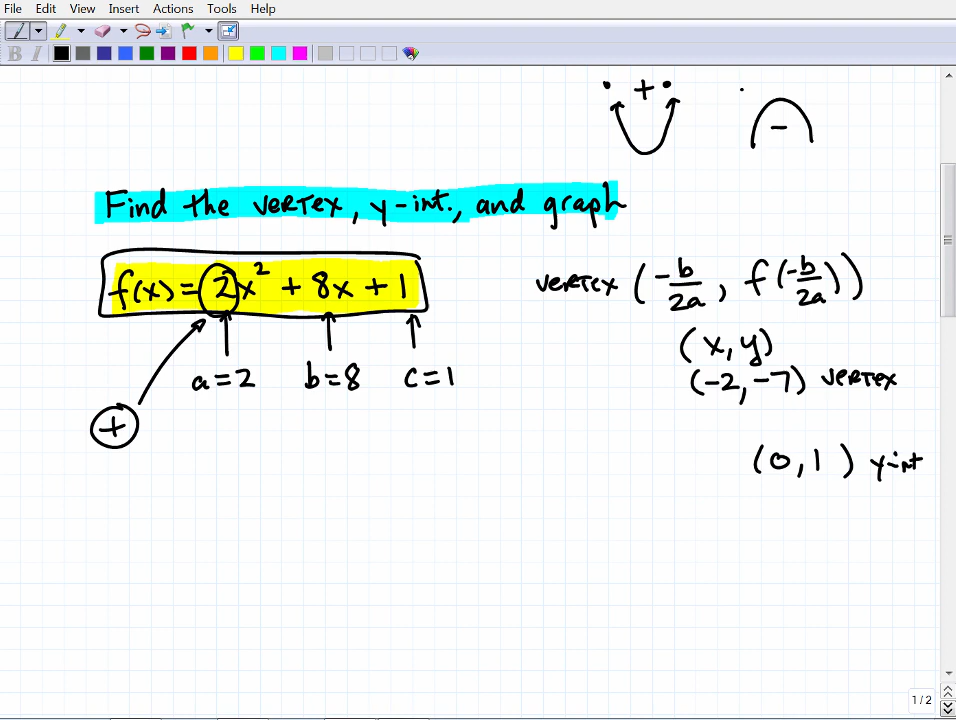 File Edit View Insert Actions Tools Help
B I
+ −
Find the vertex, y-int., and graph
f(x) = 2x² + 8x + 1
vertex (-b/2a, f(-b/2a))
(x, y)
a=2 b=8 c=1
(-2, -7) vertex
+
(0, 1) y-int
1 / 2